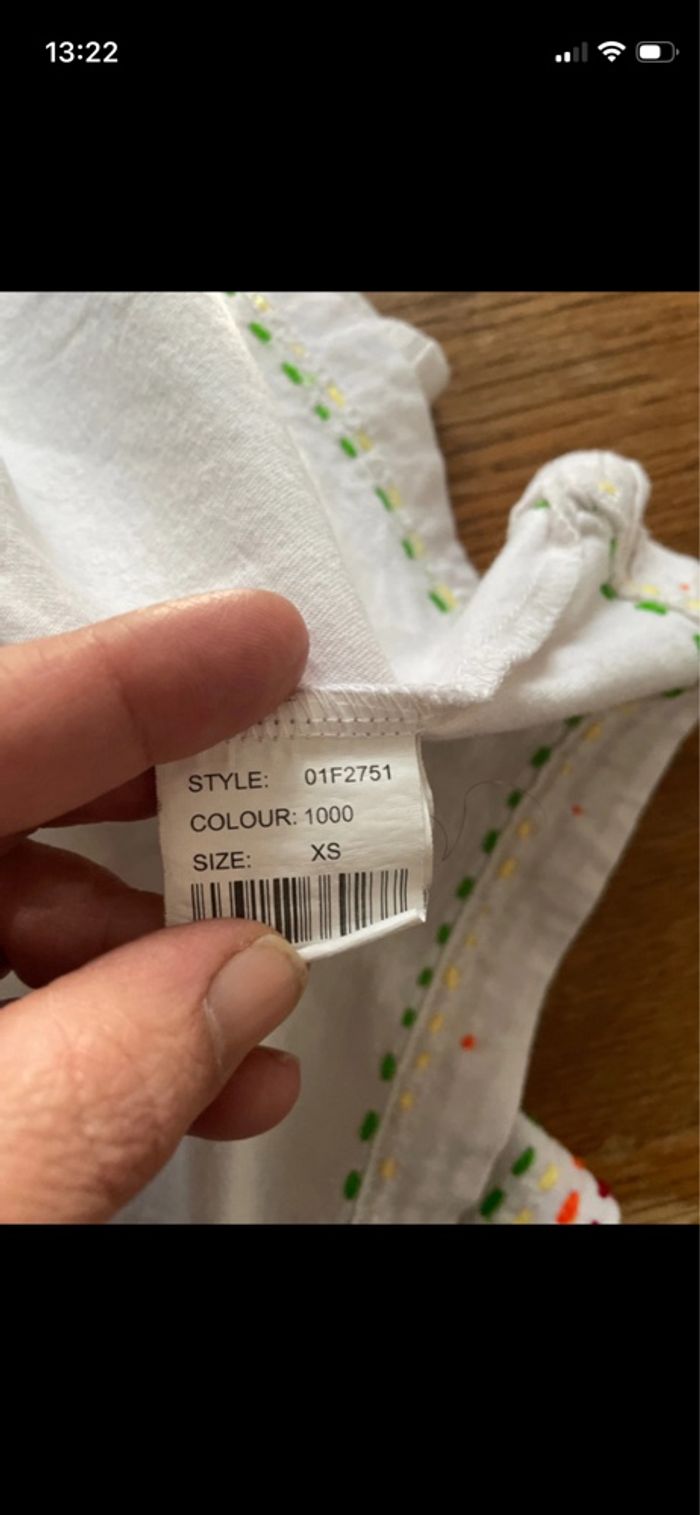 13:22
STYLE: 01F2751
COLOUR: 1000
SIZE: XS